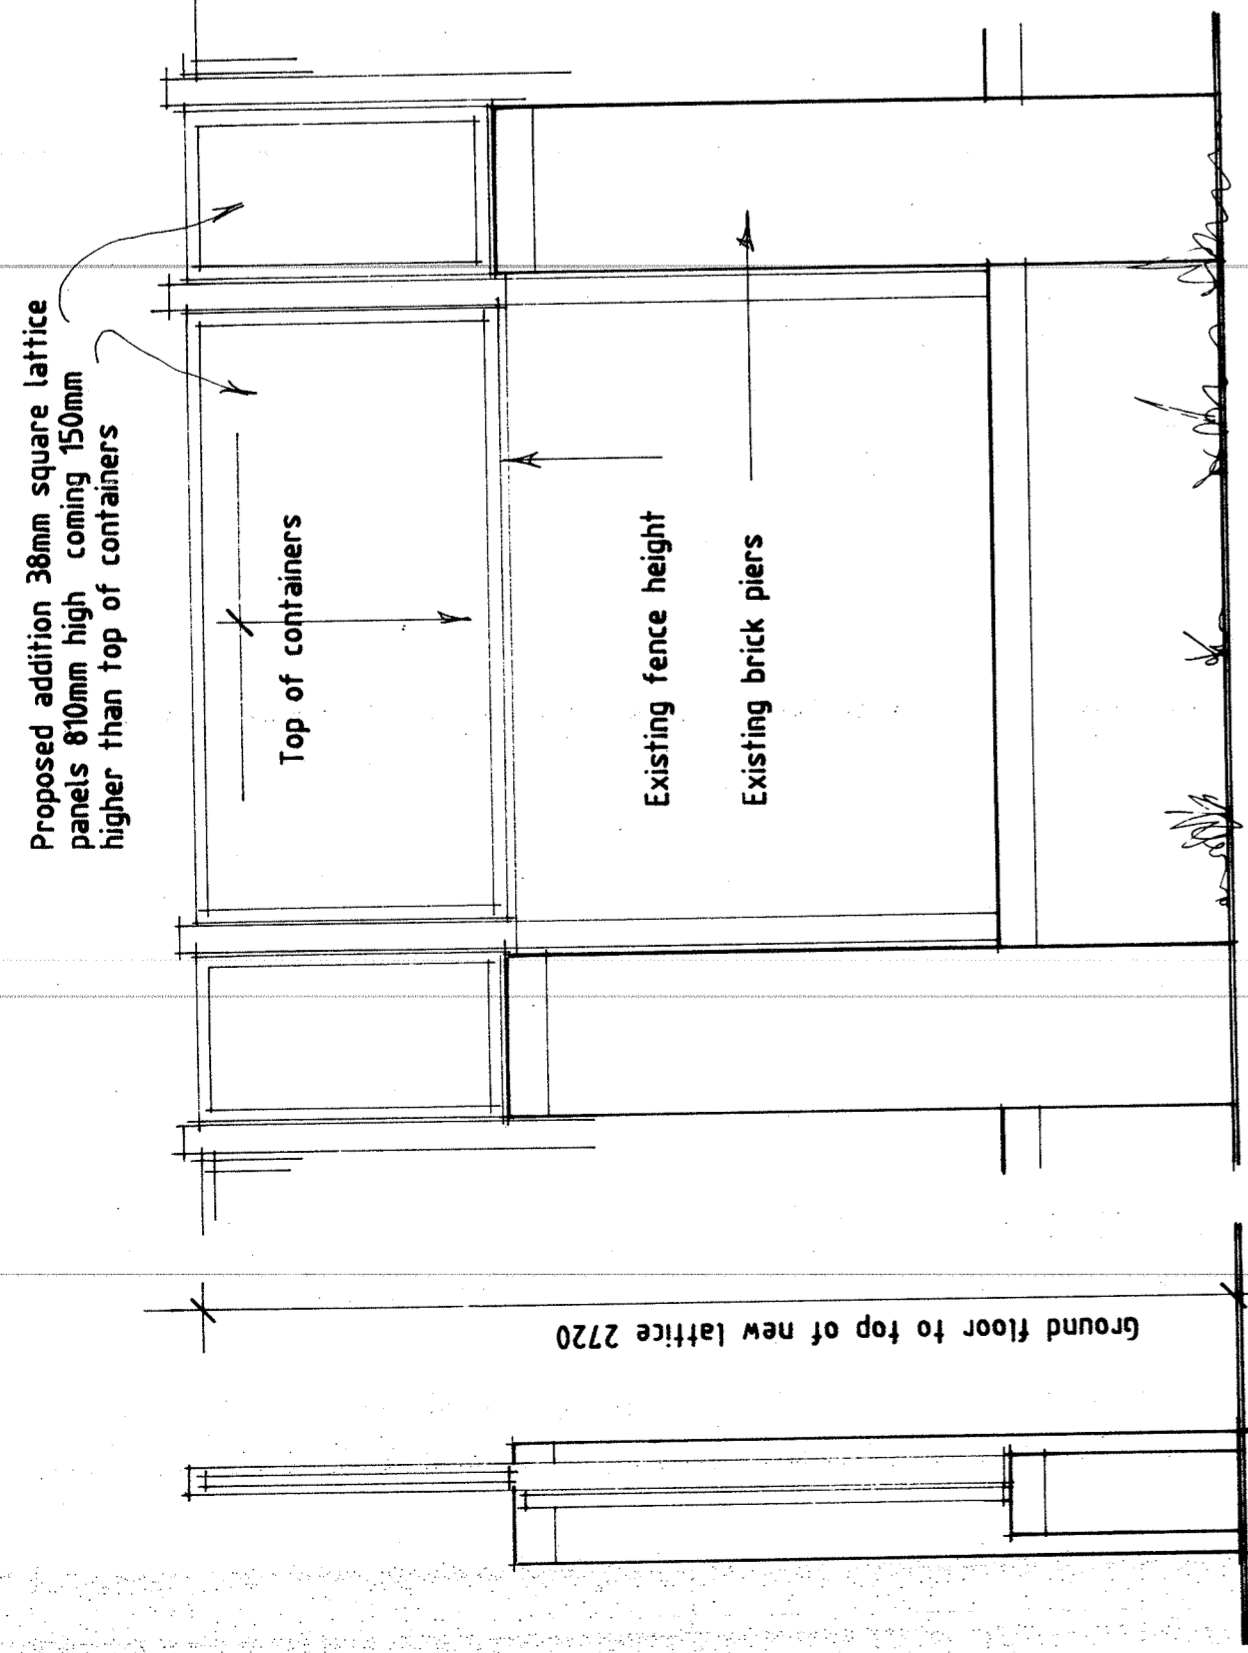 Proposed addition 38mm square lattice
panels 810mm high coming 150mm
higher than top of containers
Top of containers
Existing fence height
Existing brick piers
Ground floor to top of new lattice 2720